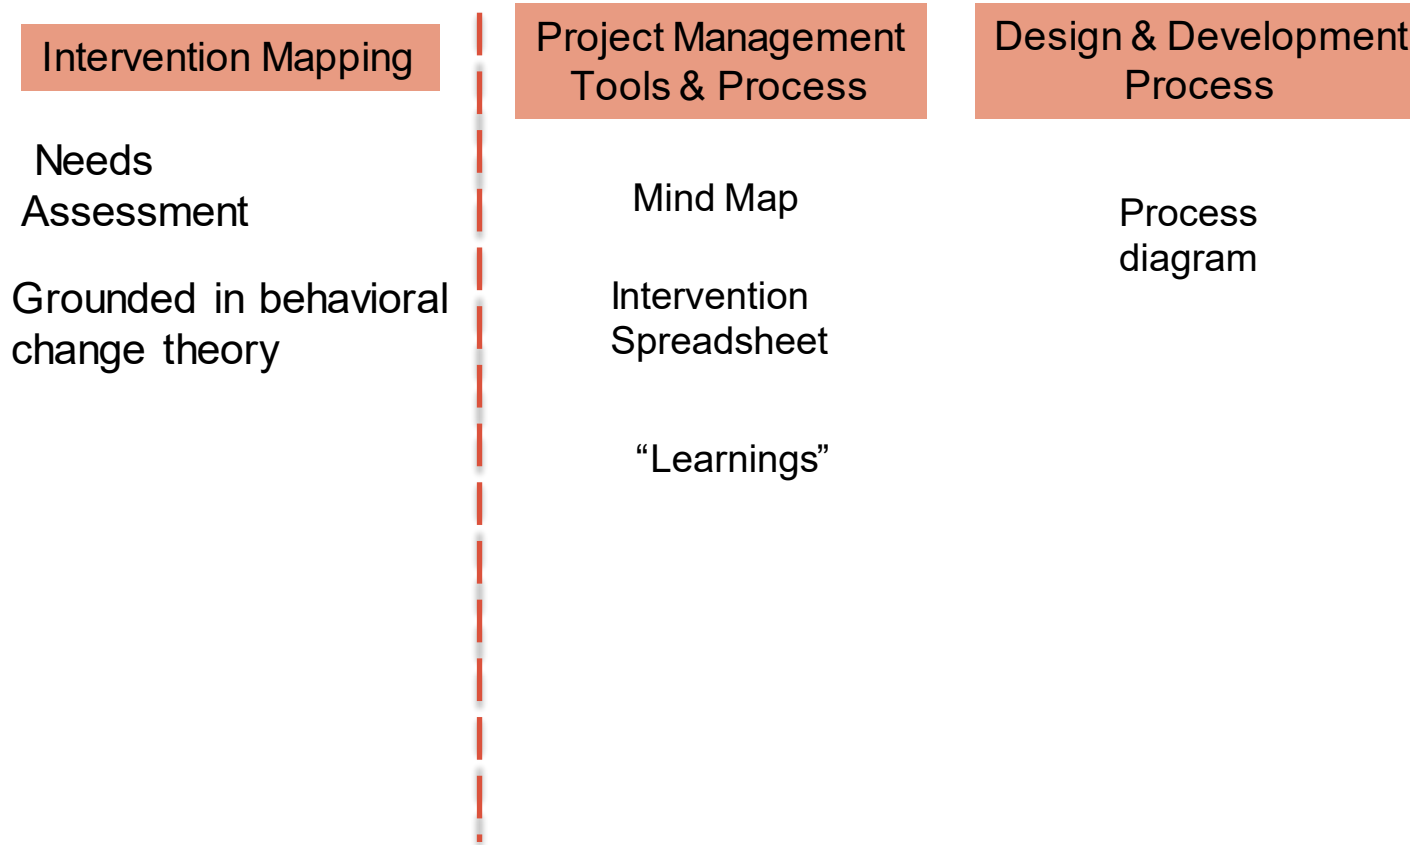 Intervention Mapping
Needs
Assessment
Grounded in behavioral
change theory
Project Management
Tools & Process
Mind Map
Intervention
Spreadsheet
“Learnings”
Design & Development
Process
Process
diagram